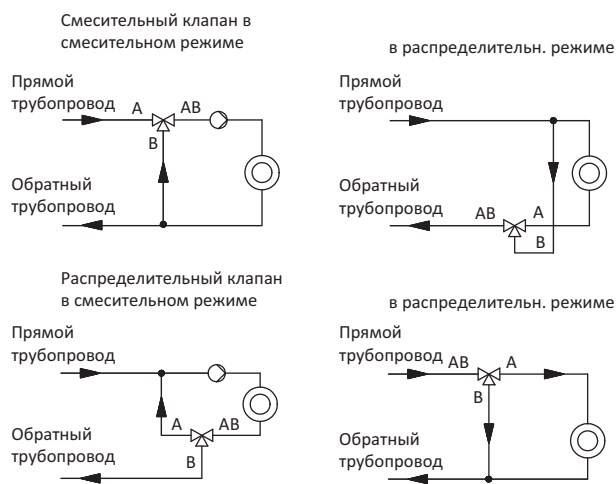 Смесительный клапан в
смесительном режиме
Прямой
трубопровод
A
AB
B
Обратный
трубопровод
в распределительн. режиме
Прямой
трубопровод
Обратный
трубопровод
AB
A
B
Распределительный клапан
в смесительном режиме
Прямой
трубопровод
A
AB
B
Обратный
трубопровод
в распределительн. режиме
Прямой
трубопровод
AB
A
B
Обратный
трубопровод